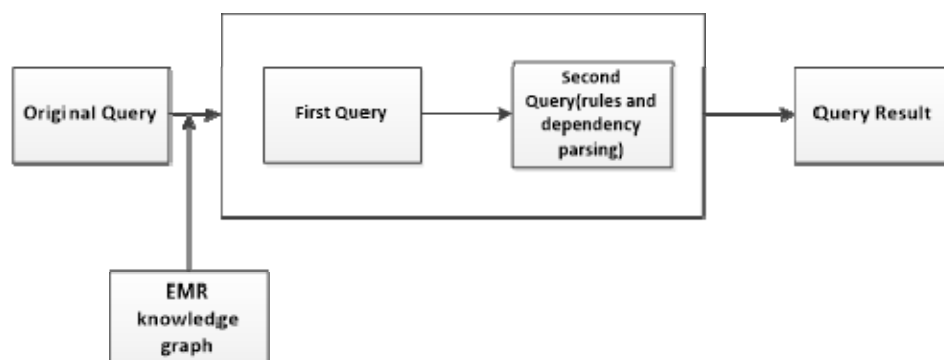 Original Query
First Query
Second
Query(rules and
dependency
parsing)
Query Result
EMR
knowledge
graph